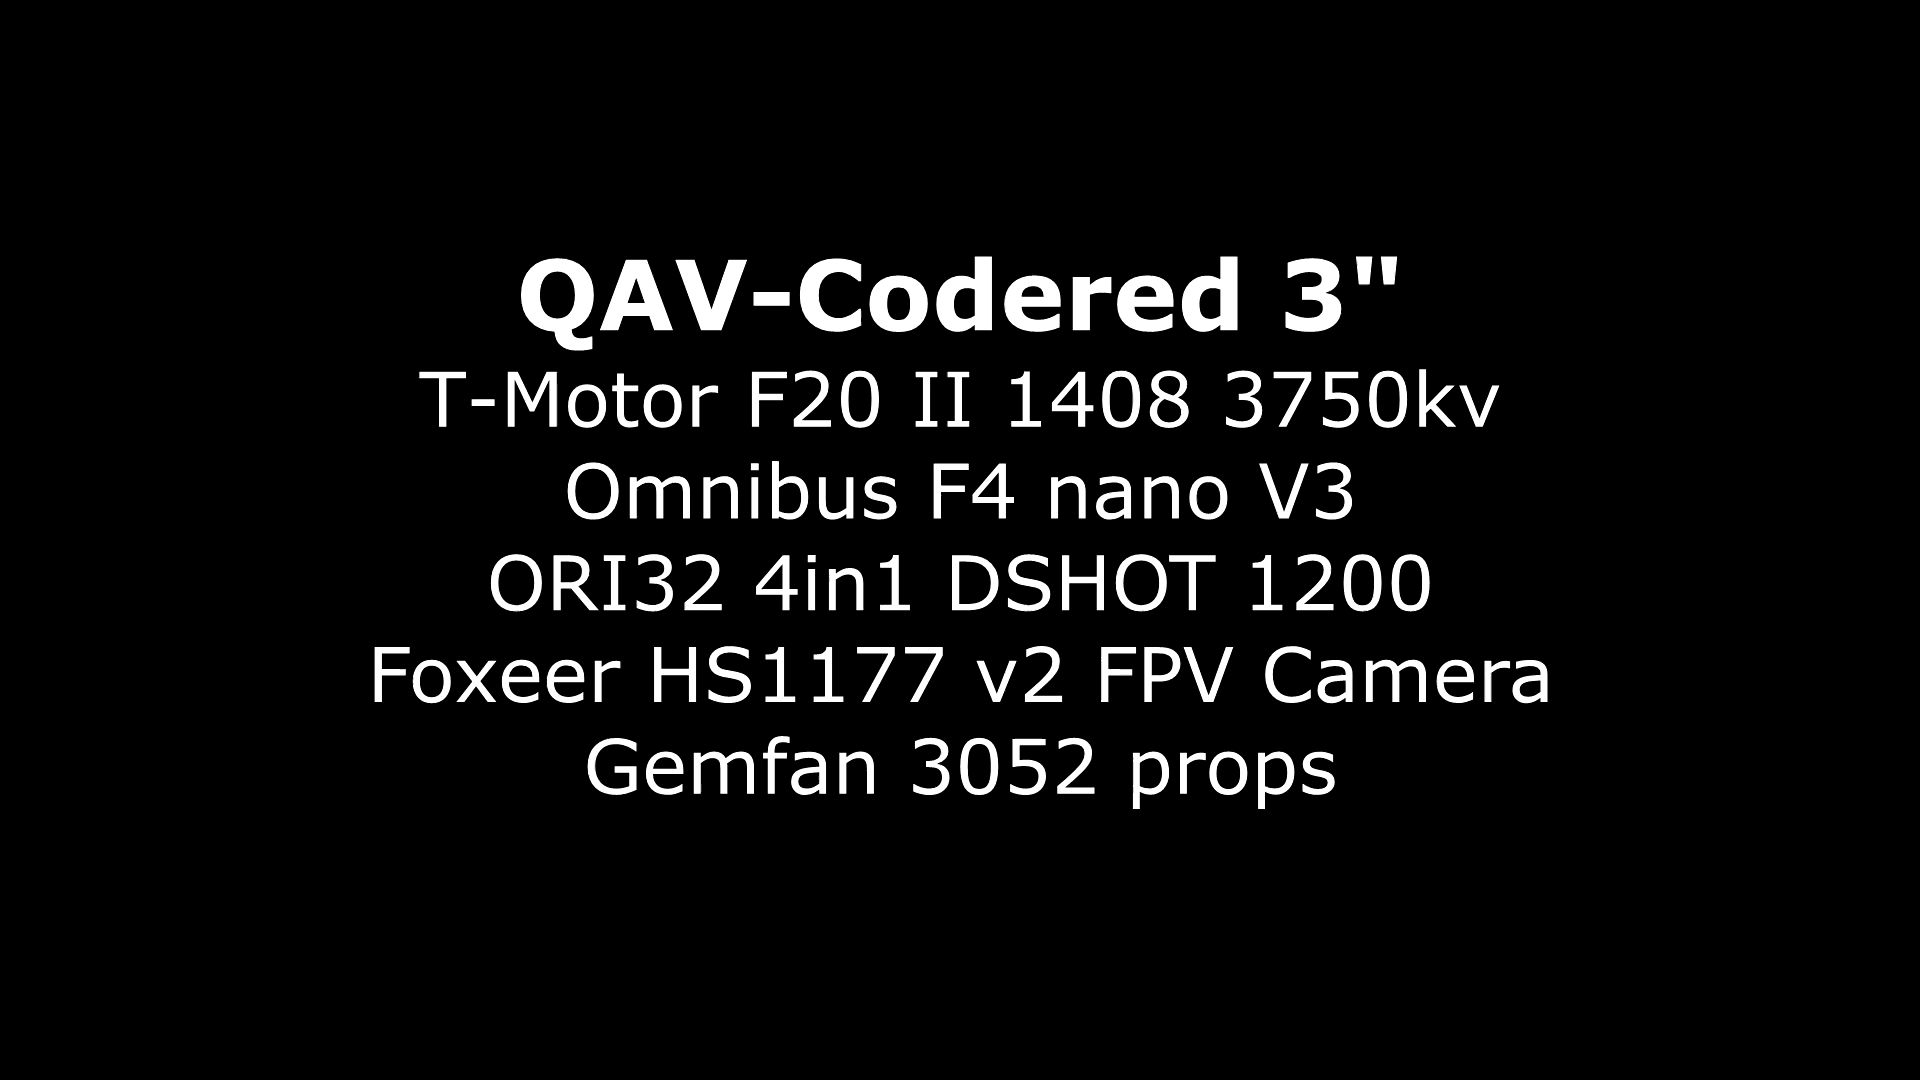 QAV-Codered 3"
T-Motor F20 II 1408 3750kv
Omnibus F4 nano V3
ORI32 4in1 DSHOT 1200
Foxeer HS1177 v2 FPV Camera
Gemfan 3052 props